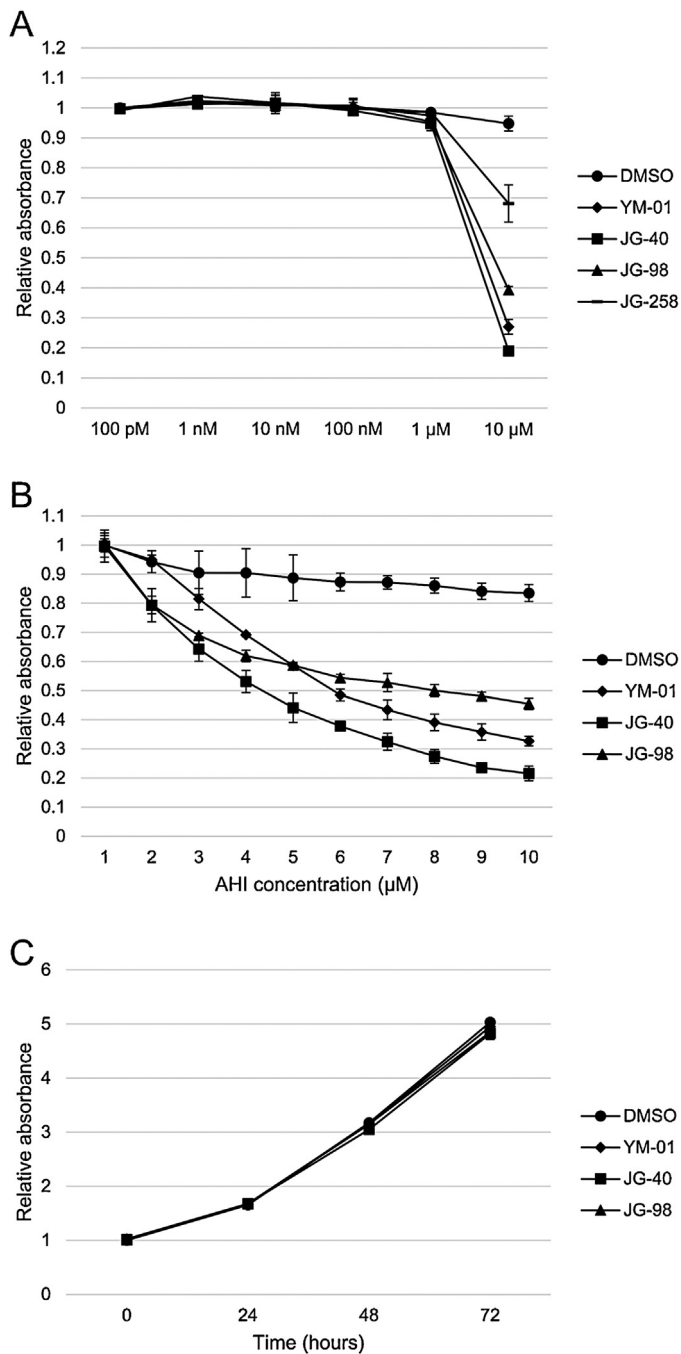 A
1.2
1.1
1
0.9
0.8
0.7
0.6
0.5
0.4
0.3
0.2
0.1
0
Relative absorbance
100 pM 1 nM 10 nM 100 nM 1 µM 10 µM
DMSO
YM-01
JG-40
JG-98
JG-258
B
1.1
1
0.9
0.8
0.7
0.6
0.5
0.4
0.3
0.2
0.1
0
Relative absorbance
1 2 3 4 5 6 7 8 9 10
AHI concentration (µM)
DMSO
YM-01
JG-40
JG-98
C
6
5
4
3
2
1
0
Relative absorbance
0 24 48 72
Time (hours)
DMSO
YM-01
JG-40
JG-98